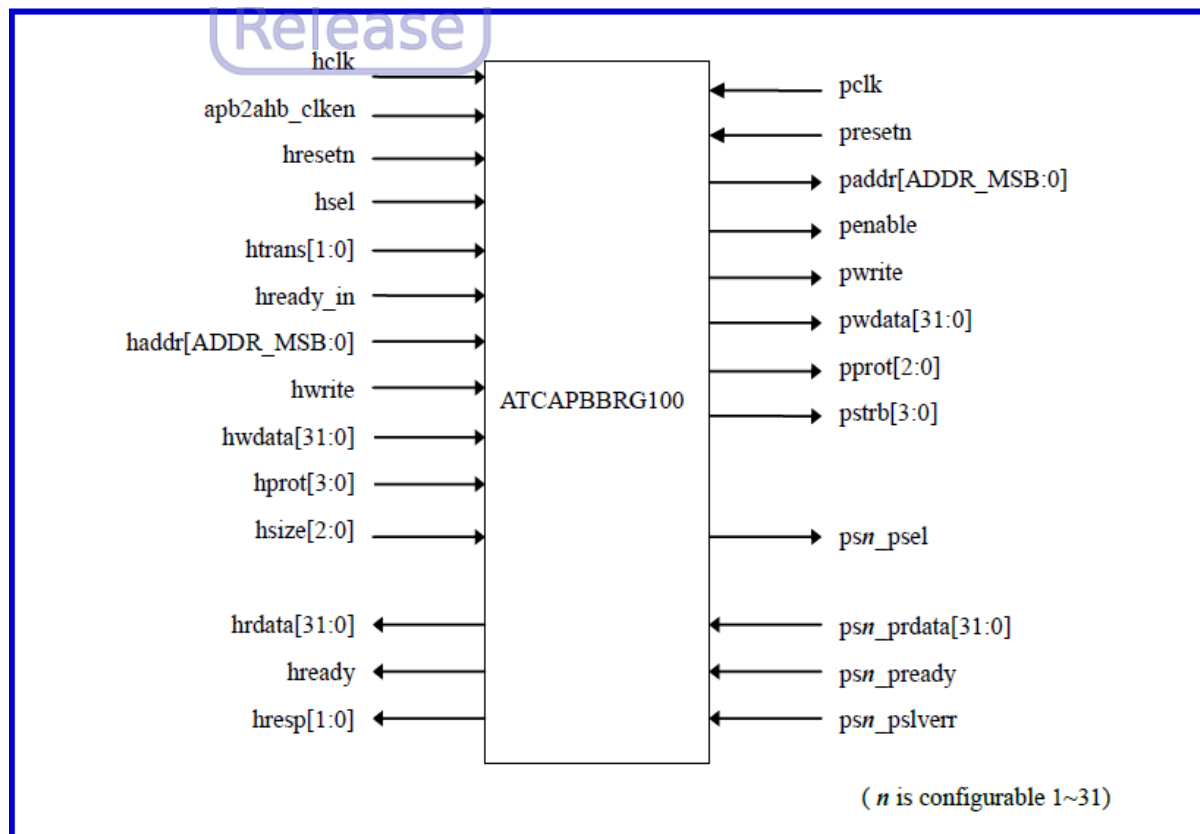 Release
hclk
apb2ahb_clken
hresetn
hsel
htrans[1:0]
hready_in
haddr[ADDR_MSB:0]
hwrite
hwdata[31:0]
hprot[3:0]
hsize[2:0]
hrdata[31:0]
hready
hresp[1:0]
ATCAPBBRG100
pclk
presetn
paddr[ADDR_MSB:0]
penable
pwrite
pwdata[31:0]
pprot[2:0]
pstrb[3:0]
psn_psel
psn_prdata[31:0]
psn_pready
psn_pslverr
( n is configurable 1~31)